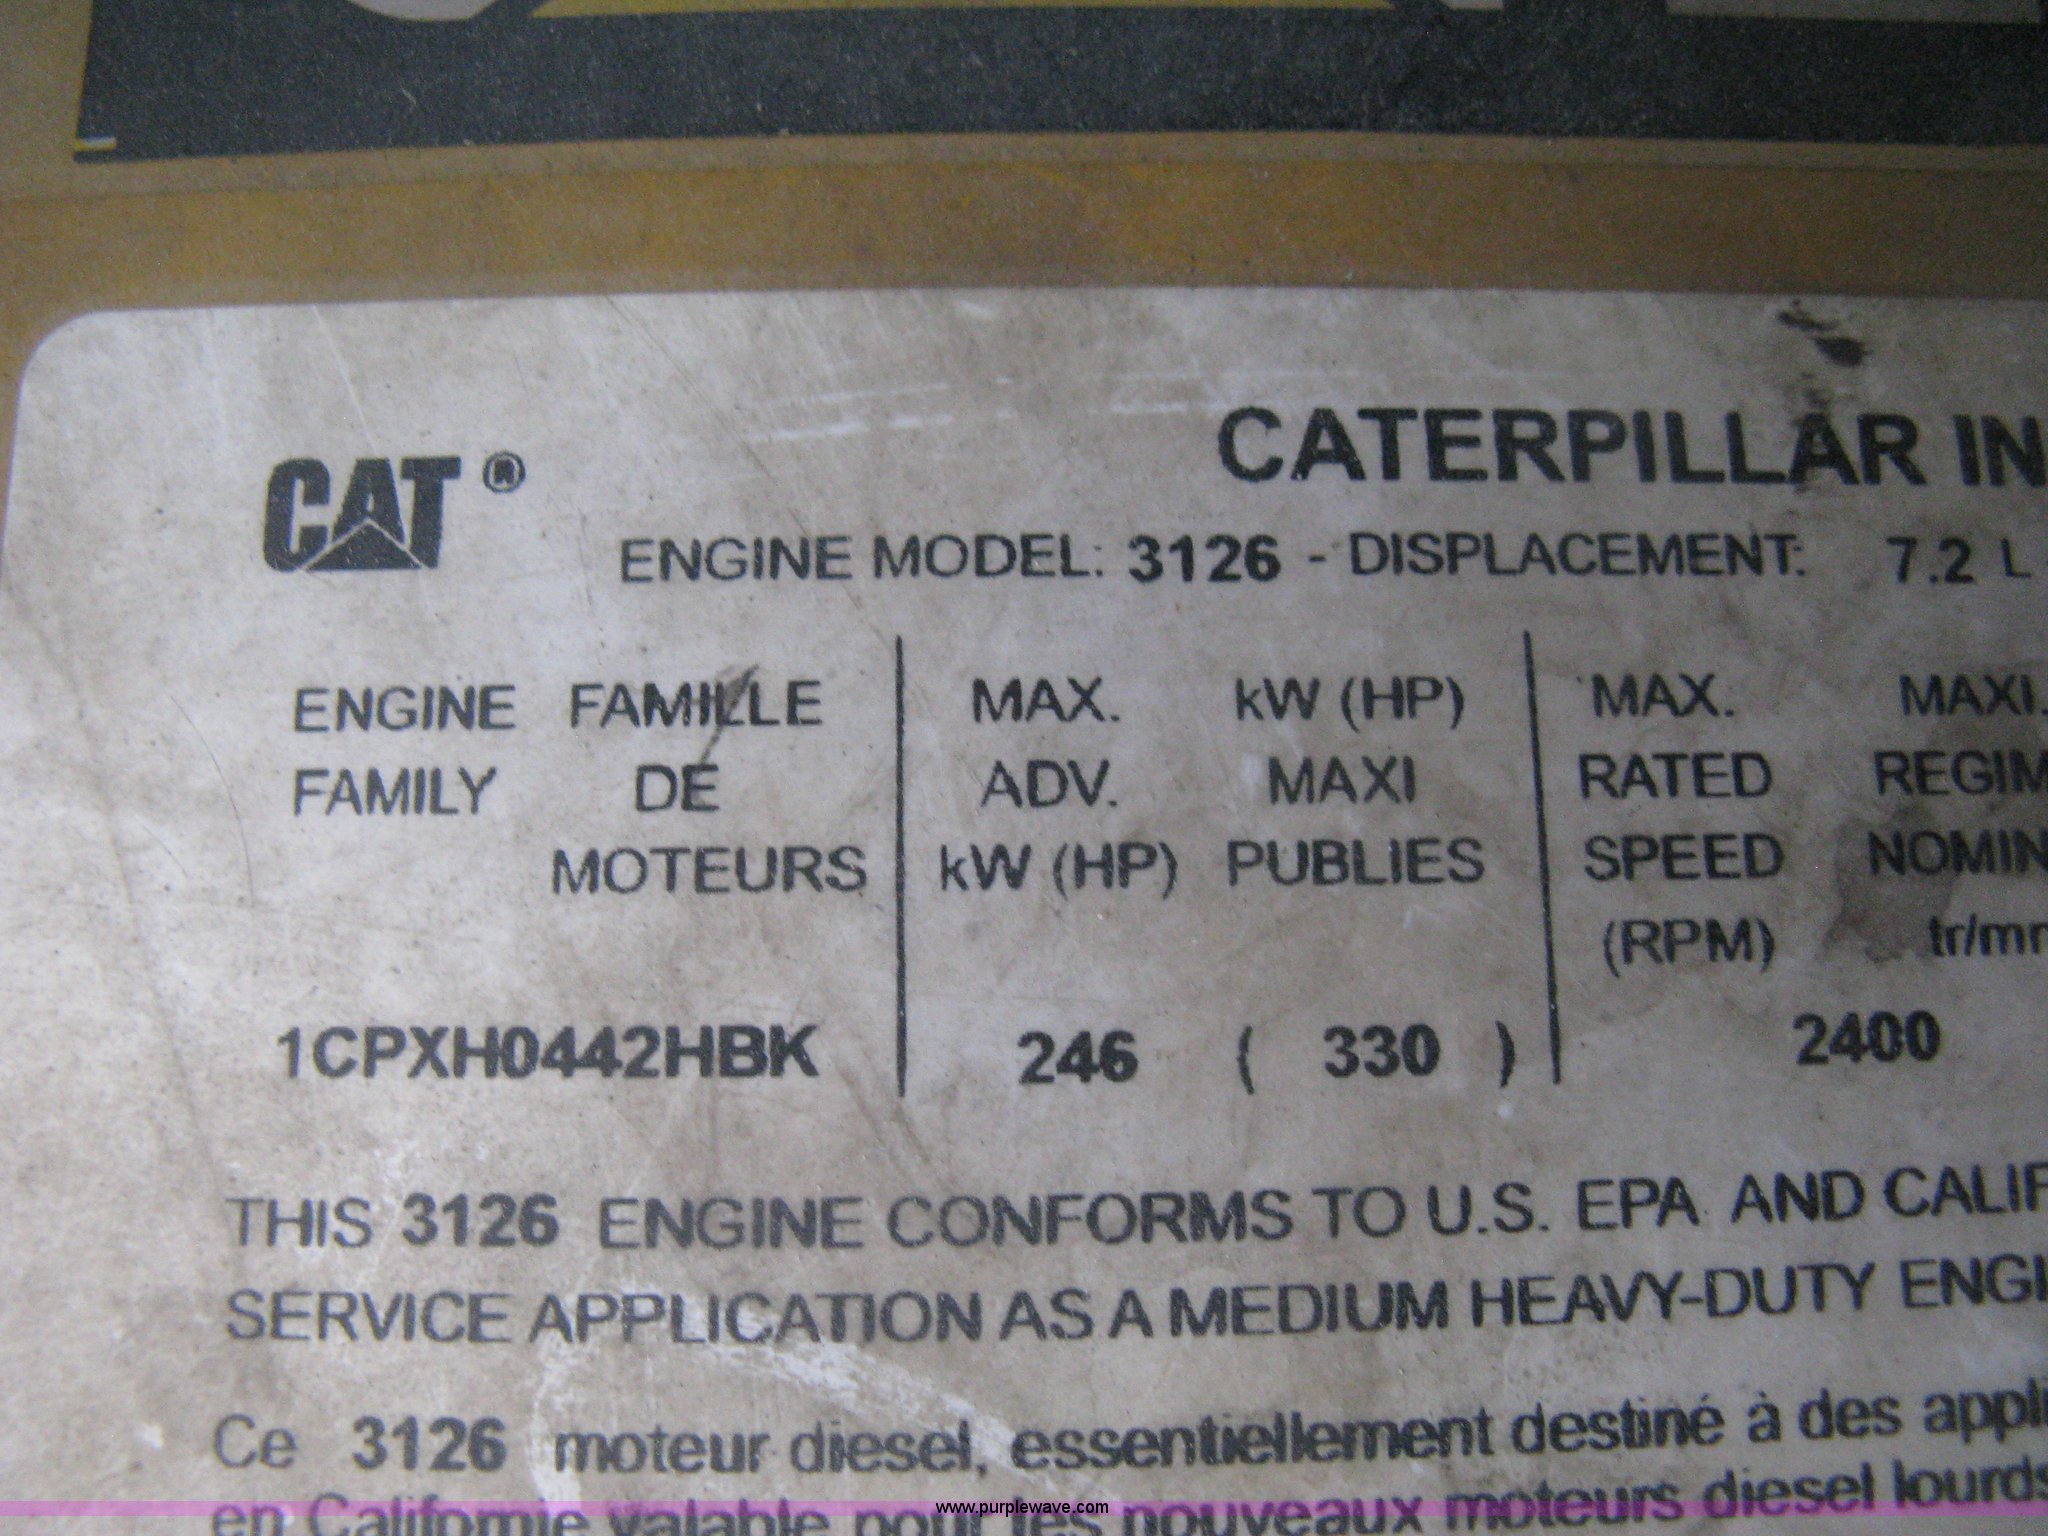 CATERPILLAR IN
CAT ®
ENGINE MODEL: 3126 - DISPLACEMENT: 7.2 L
ENGINE FAMILLE MAX. kW (HP) MAX. MAXI.
FAMILY DE ADV. MAXI RATED REGIM
MOTEURS kW (HP) PUBLIES SPEED NOMIN
(RPM) tr/mn
1CPXH0442HBK 246 ( 330 ) 2400
THIS 3126 ENGINE CONFORMS TO U.S. EPA AND CALIF
SERVICE APPLICATION AS A MEDIUM HEAVY-DUTY ENGI
Ce 3126 moteur diesel, essentiellement destiné à des appli
en Californie valable pour les nouveaux moteurs diesel lourds
www.purplewave.com